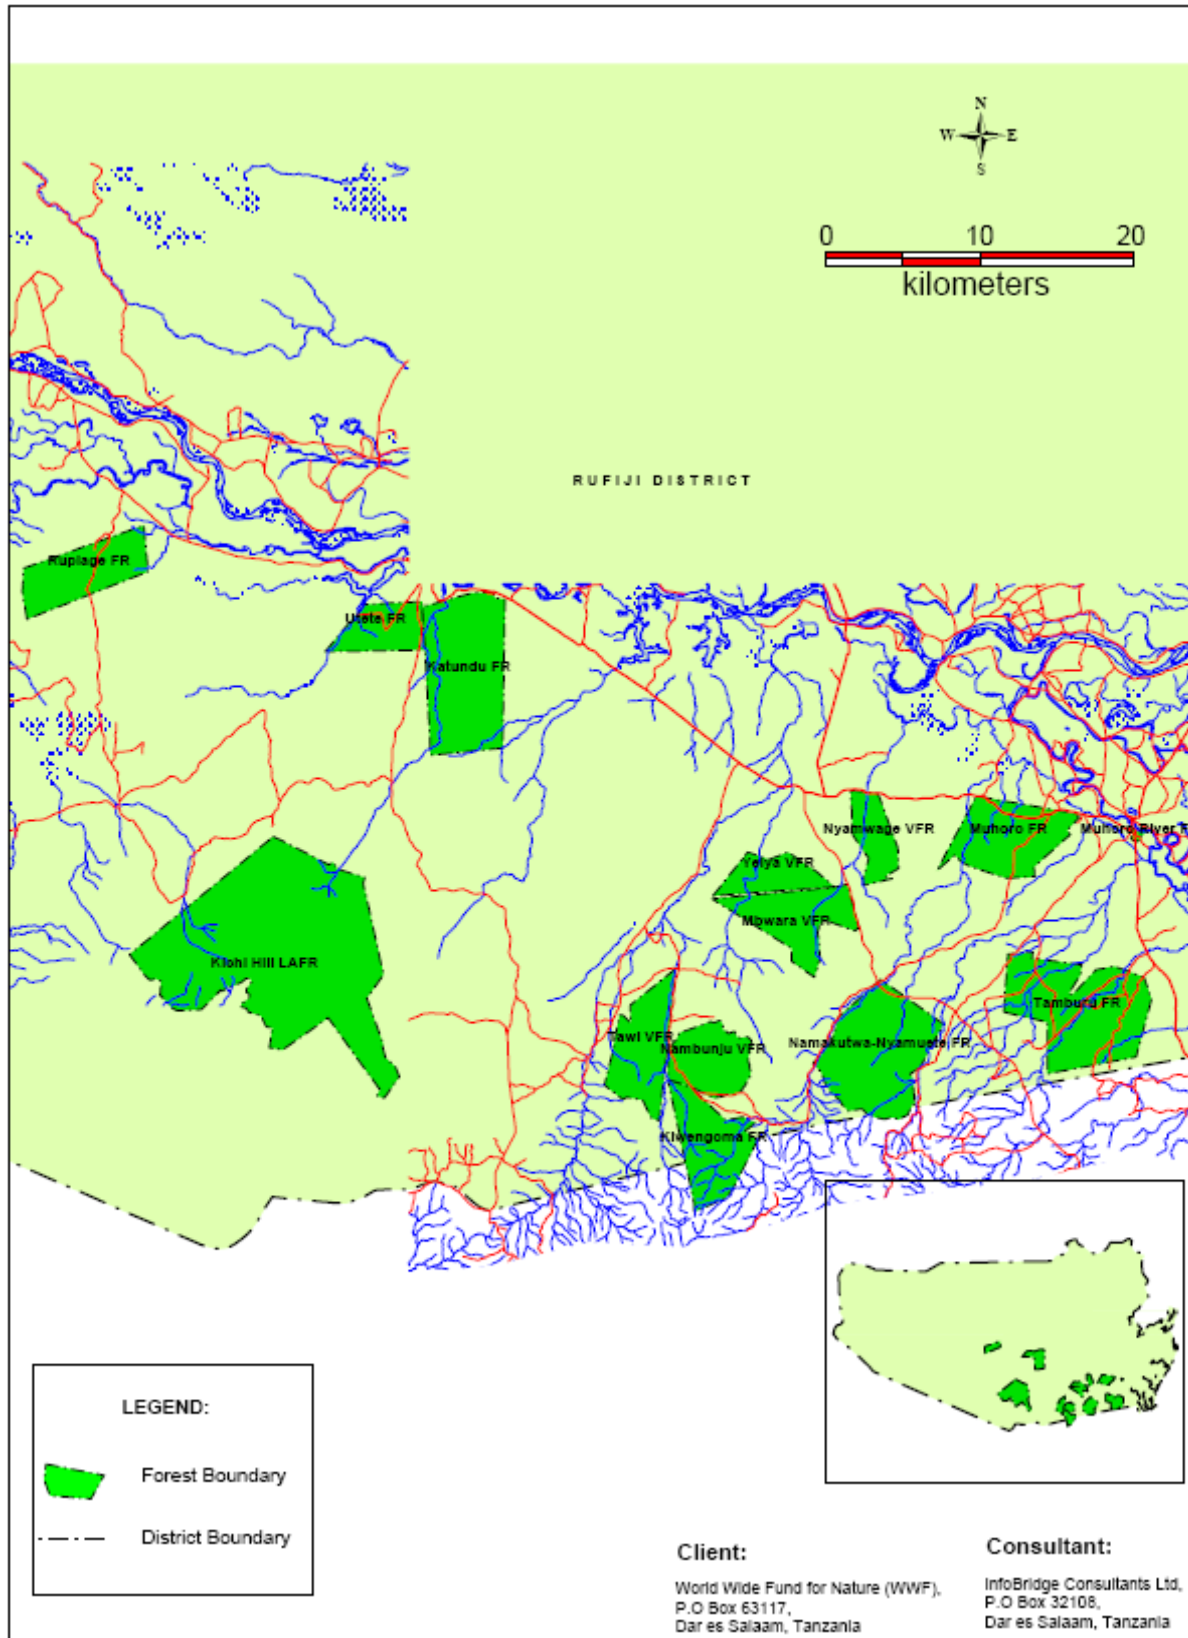 N
W E
S
0 10 20
kilometers
RUFIJI DISTRICT
Ruplage FR
Utete FR
Katundu FR
Nyamwage VFR
Muhoro FR
Muhoro River F
Yelya VFR
Mbwara VFR
Kichi Hill LAFR
Tamburu FR
Tawi VFR
Nambunju VFR
Namakutwa-Nyamuete FR
Kiwengoma FR
LEGEND:
Forest Boundary
District Boundary
Client:
World Wide Fund for Nature (WWF),
P.O Box 63117,
Dar es Salaam, Tanzania
Consultant:
InfoBridge Consultants Ltd,
P.O Box 32108,
Dar es Salaam, Tanzania